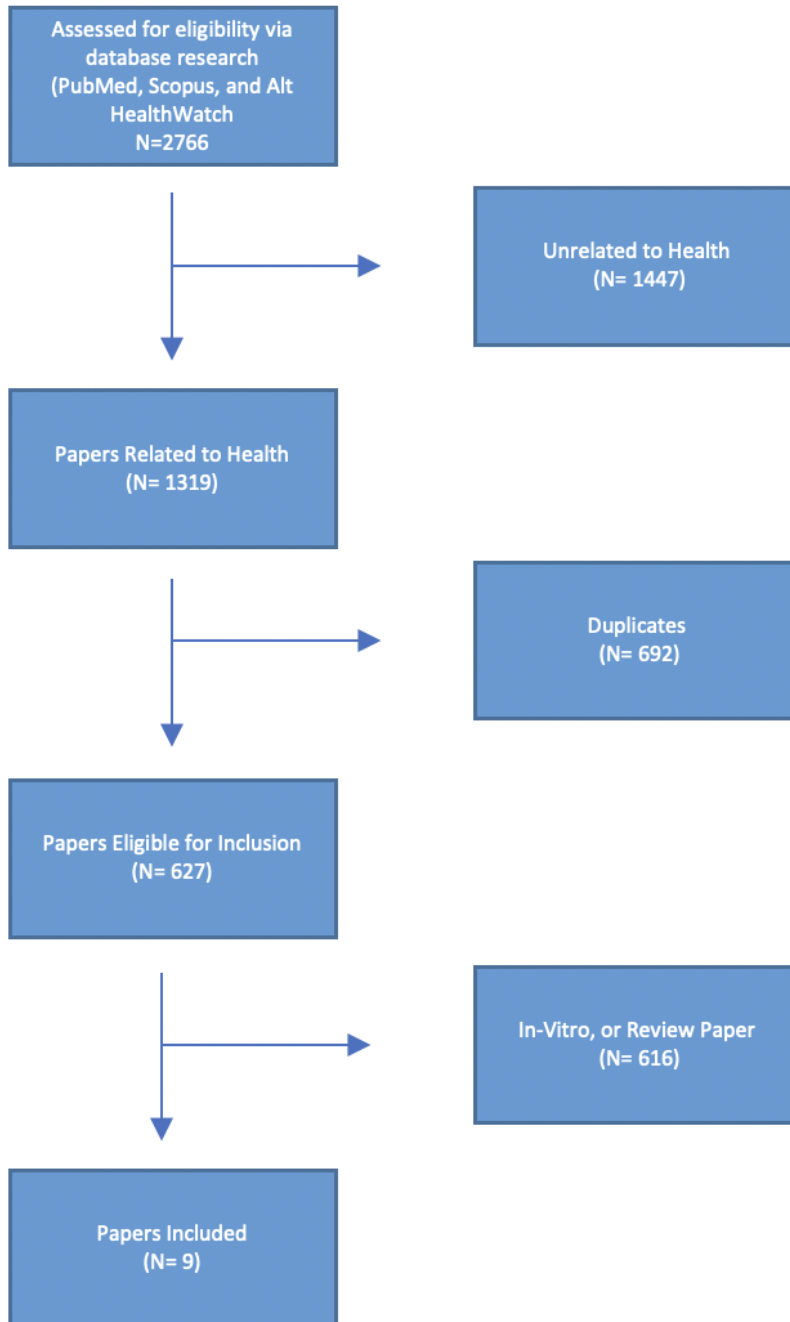 Assessed for eligibility via
database research
(PubMed, Scopus, and Alt
HealthWatch
N=2766
Unrelated to Health
(N= 1447)
Papers Related to Health
(N= 1319)
Duplicates
(N= 692)
Papers Eligible for Inclusion
(N= 627)
In-Vitro, or Review Paper
(N= 616)
Papers Included
(N= 9)